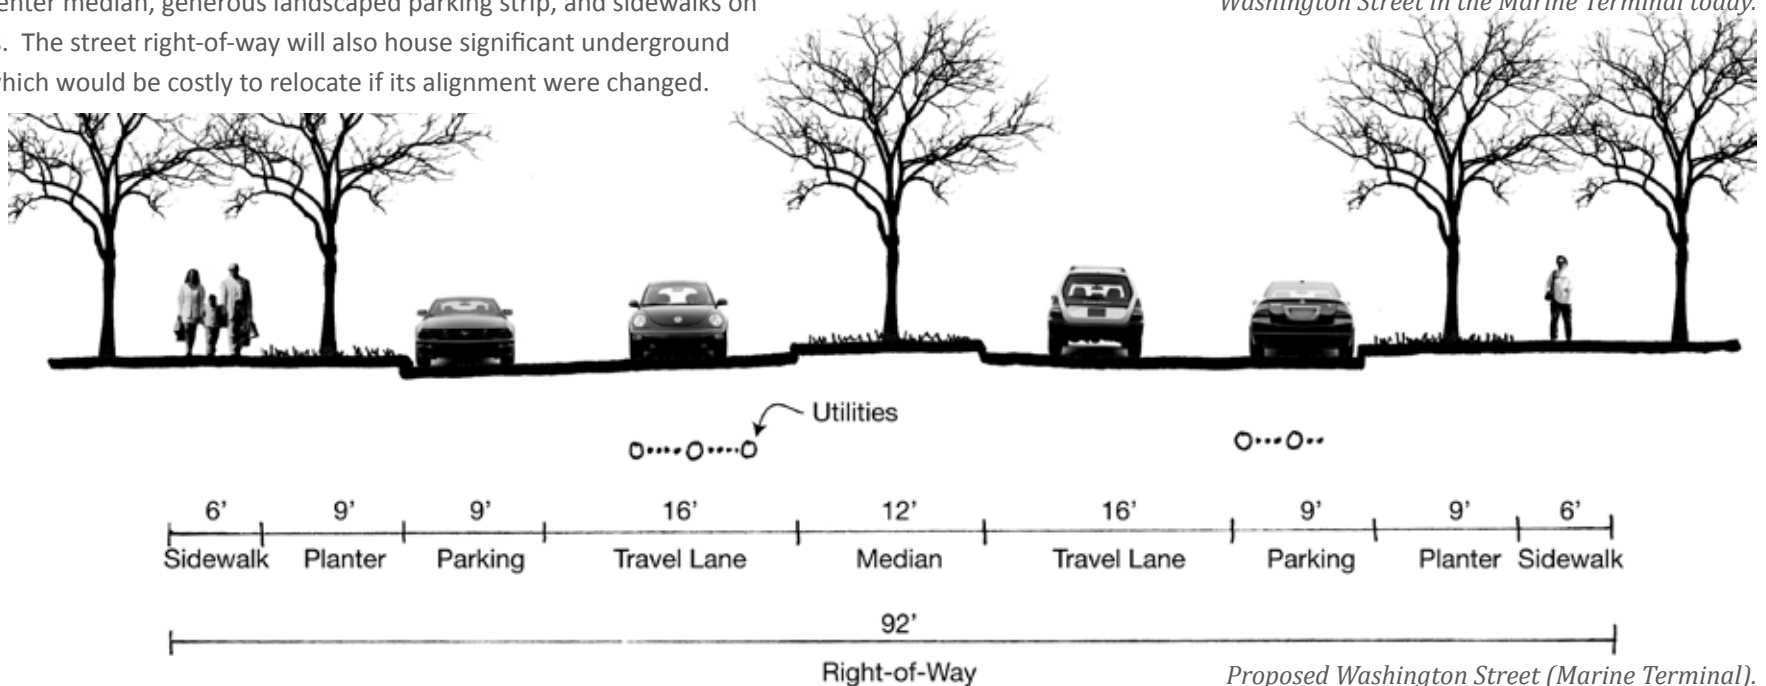 enter median, generous landscaped parking strip, and sidewalks on
Washington Street in the Marine Terminal today.
s. The street right-of-way will also house significant underground
which would be costly to relocate if its alignment were changed.
Utilities
6’ 9’ 9’ 16’ 12’ 16’ 9’ 9’ 6’
Sidewalk Planter Parking Travel Lane Median Travel Lane Parking Planter Sidewalk
92’
Right-of-Way
Proposed Washington Street (Marine Terminal).